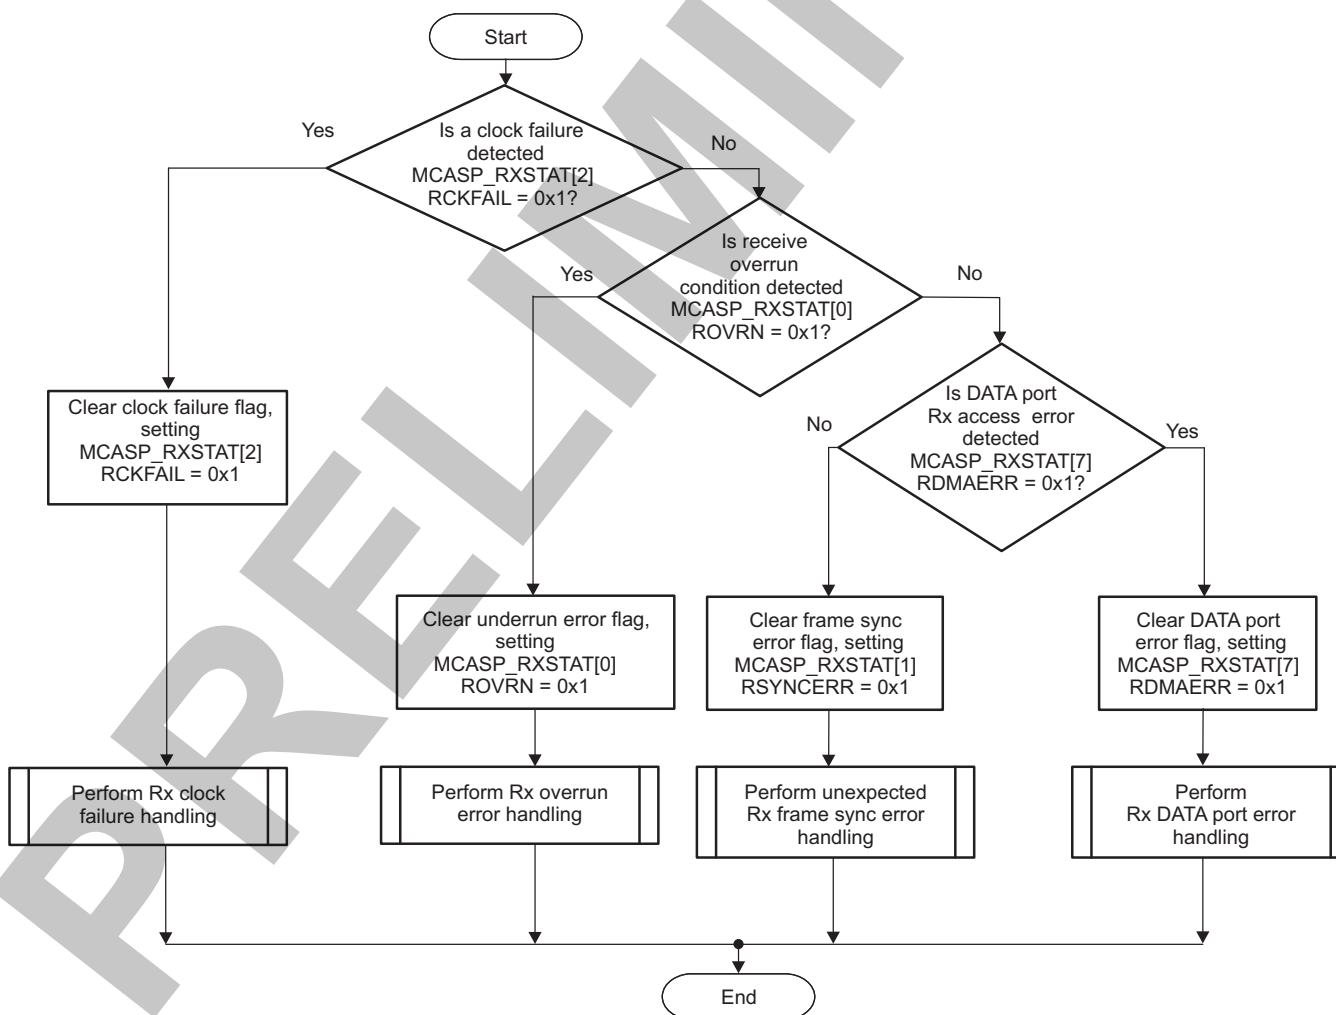 Start
Is a clock failure
detected
MCASP_RXSTAT[2]
RCKFAIL = 0x1?
Yes
No
Is receive
overrun
condition detected
MCASP_RXSTAT[0]
ROVRN = 0x1?
Yes
No
Is DATA port
Rx access error
detected
MCASP_RXSTAT[7]
RDMAERR = 0x1?
No
Yes
Clear clock failure flag,
setting
MCASP_RXSTAT[2]
RCKFAIL = 0x1
Clear underrun error flag,
setting
MCASP_RXSTAT[0]
ROVRN = 0x1
Clear frame sync
error flag, setting
MCASP_RXSTAT[1]
RSYNCERR = 0x1
Clear DATA port
error flag, setting
MCASP_RXSTAT[7]
RDMAERR = 0x1
Perform Rx clock
failure handling
Perform Rx overrun
error handling
Perform unexpected
Rx frame sync error
handling
Perform
Rx DATA port error
handling
End
PRELIMI